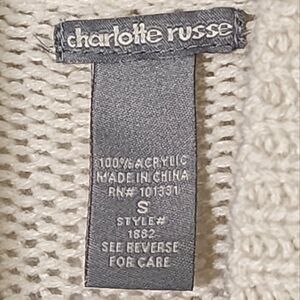 charlotte russe
100% ACRYLIC
MADE IN CHINA
RN# 101331
S
STYLE#
1882
SEE REVERSE
FOR CARE